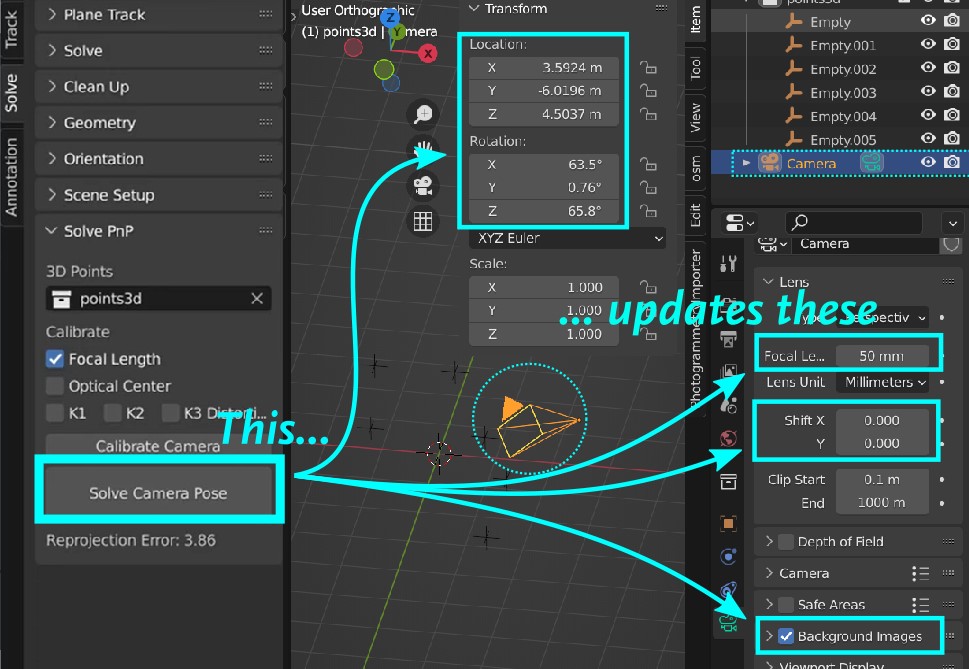 Track
Solve
Annotation
Plane Track
Solve
Clean Up
Geometry
Orientation
Scene Setup
Solve PnP
3D Points
points3d
Calibrate
Focal Length
Optical Center
K1 K2 K3 Distorti...
Calibrate Camera
Solve Camera Pose
Reprojection Error: 3.86
This...
User Orthographic
(1) points3d | Camera
Z
Y
X
Transform
Location:
X 3.5924 m
Y -6.0196 m
Z 4.5037 m
Rotation:
X 63.5°
Y 0.76°
Z 65.8°
XYZ Euler
Scale:
X 1.000
Y 1.000
Z 1.000
... updates these
Item
Tool
View
osm
Edit
Photogrammetry Importer
points3d
Empty
Empty.001
Empty.002
Empty.003
Empty.004
Empty.005
Camera
Camera
Lens
Type Perspectiv
Focal Le... 50 mm
Lens Unit Millimeters
Shift X 0.000
Y 0.000
Clip Start 0.1 m
End 1000 m
Depth of Field
Camera
Safe Areas
Background Images
Viewport Display